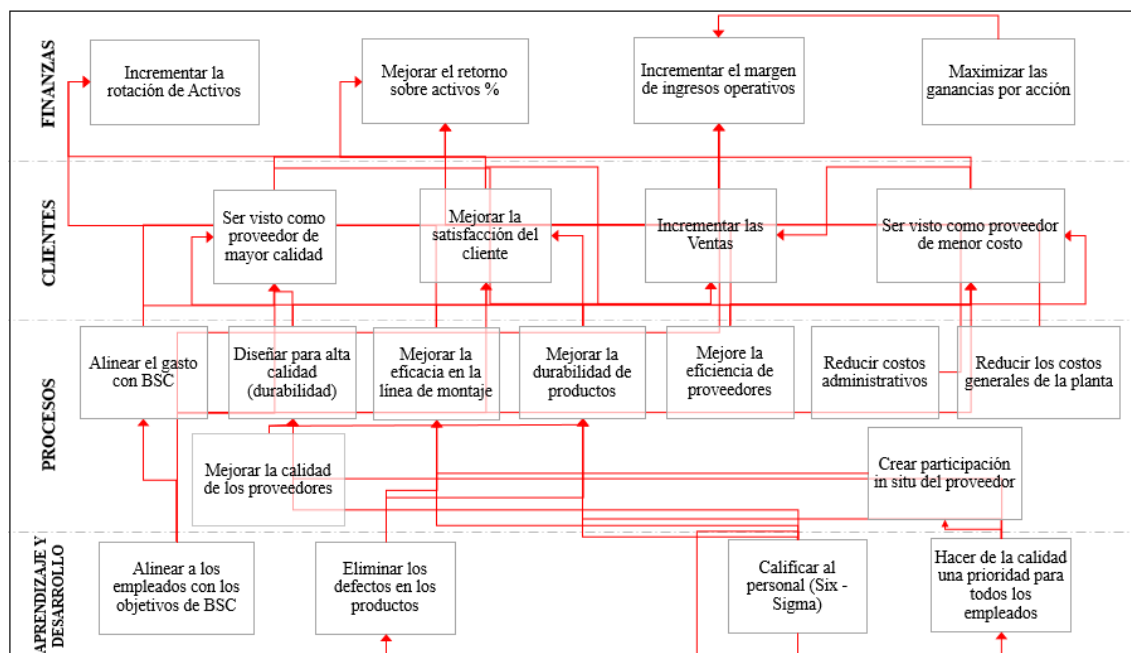 FINANZAS
Incrementar la
rotación de Activos
Mejorar el retorno
sobre activos %
Incrementar el margen
de ingresos operativos
Maximizar las
ganancias por acción
CLIENTES
Ser visto como
proveedor de
mayor calidad
Mejorar la
satisfacción del
cliente
Incrementar las
Ventas
Ser visto como proveedor
de menor costo
PROCESOS
Alinear el gasto
con BSC
Diseñar para alta
calidad
(durabilidad)
Mejorar la
eficacia en la
línea de montaje
Mejorar la
durabilidad de
productos
Mejore la
eficiencia de
proveedores
Reducir costos
administrativos
Reducir los costos
generales de la planta
Mejorar la calidad
de los proveedores
Crear participación
in situ del proveedor
APRENDIZAJE Y
DESARROLLO
Alinear a los
empleados con los
objetivos de BSC
Eliminar los
defectos en los
productos
Calificar al
personal (Six -
Sigma)
Hacer de la calidad
una prioridad para
todos los
empleados